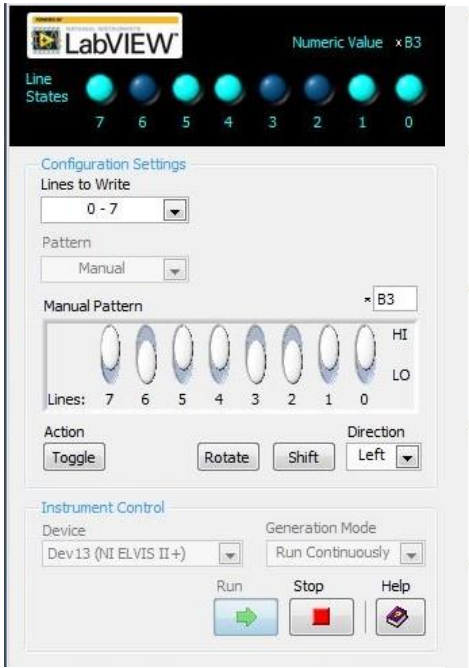 POWERED BY
NATIONAL INSTRUMENTS
LabVIEW™
Numeric Value x B3
Line
States
7 6 5 4 3 2 1 0
Configuration Settings
Lines to Write
0 - 7
Pattern
Manual
Manual Pattern
x B3
HI
LO
Lines: 7 6 5 4 3 2 1 0
Action
Direction
Toggle Rotate Shift Left
Instrument Control
Device
Generation Mode
Dev13 (NI ELVIS II+) Run Continuously
Run Stop Help